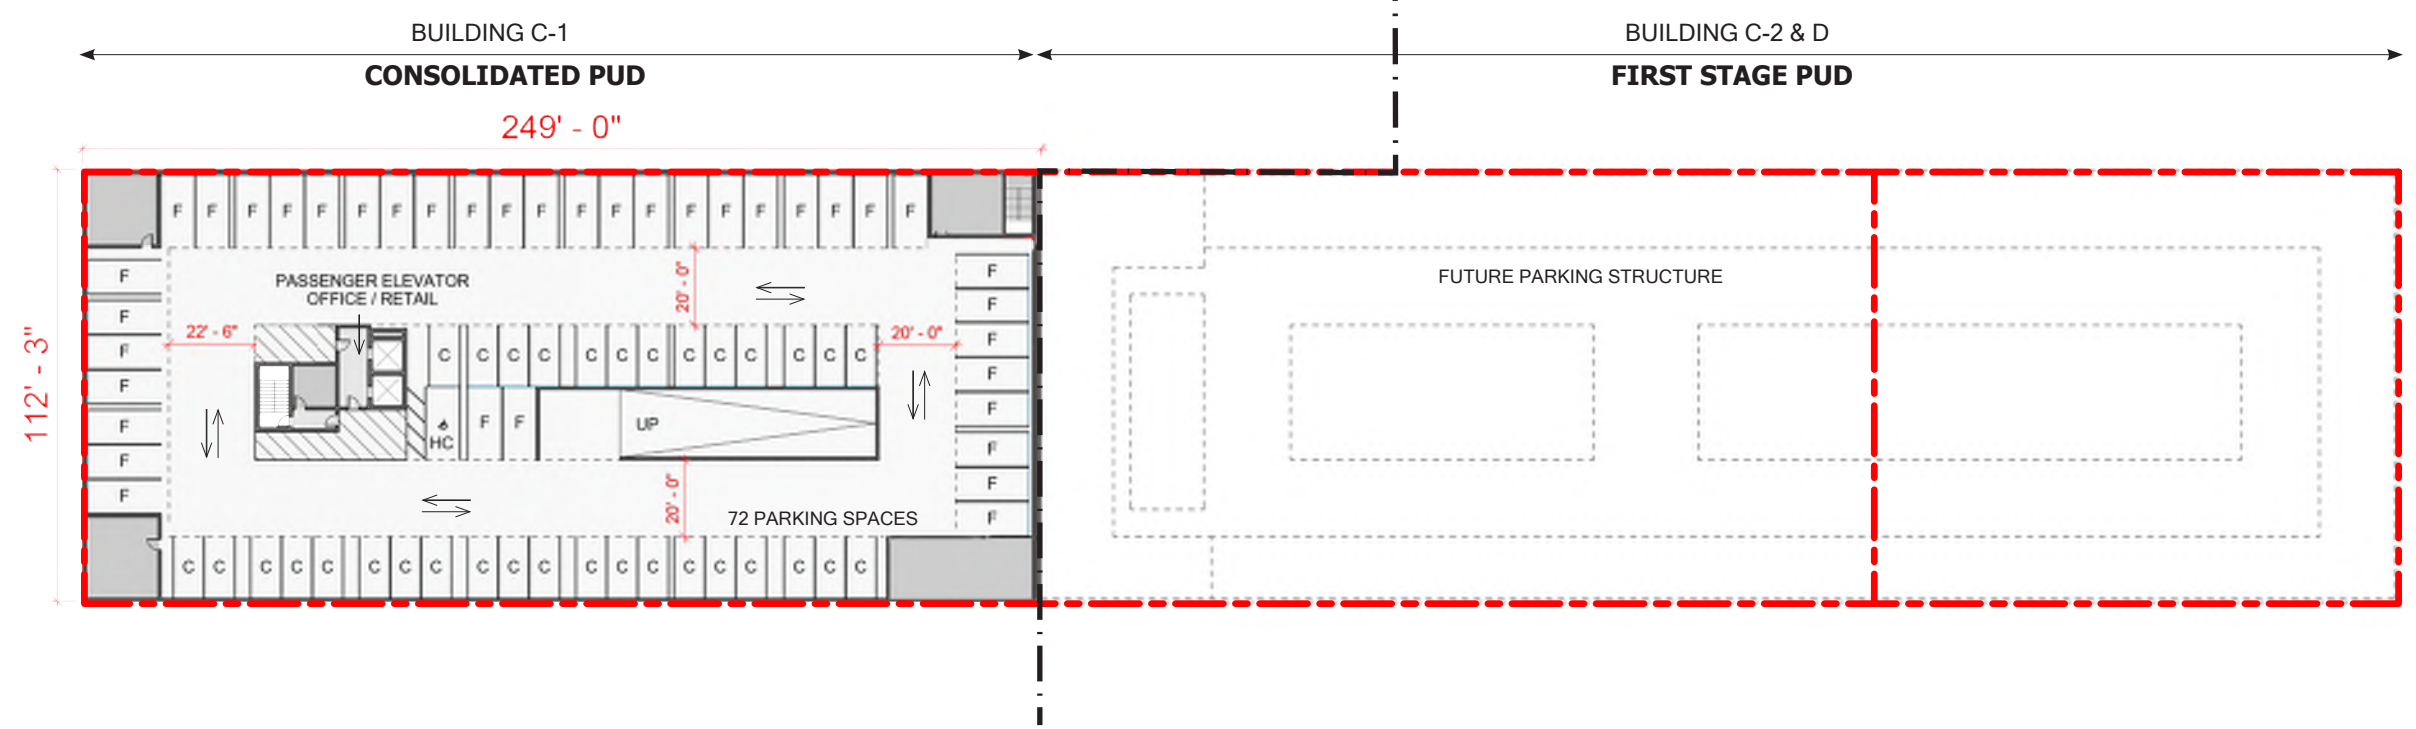 BUILDING C-1
BUILDING C-2 & D
CONSOLIDATED PUD
FIRST STAGE PUD
249' - 0"
F F F F F F F F F F F F F F F F F F F F F
F
F
PASSENGER ELEVATOR
OFFICE / RETAIL
20' - 0"
FUTURE PARKING STRUCTURE
F
F
22' - 6"
20' - 0"
F
F
C C C C C C C C C C C C C
112' - 3"
F
F
F
F
F
HC
F F
UP
F
F
F
F
20' - 0"
72 PARKING SPACES
F
C C C C C C C C C C C C C C C C C C C C